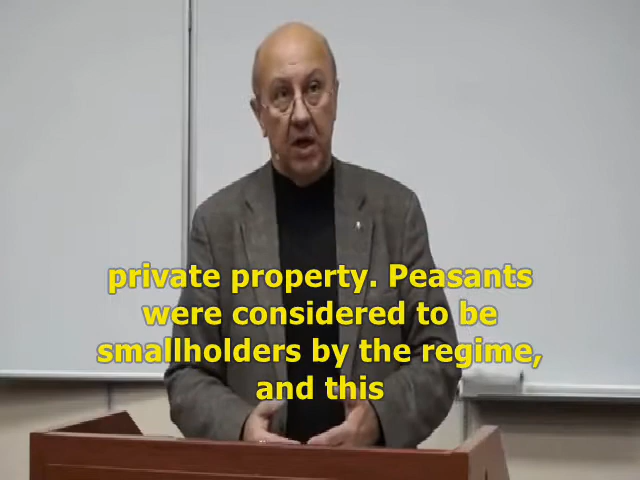 private property. Peasants
were considered to be
smallholders by the regime,
and this